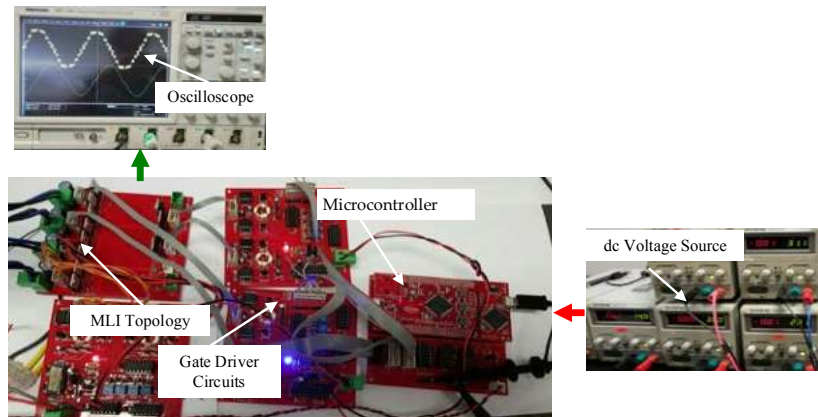 Oscilloscope
Microcontroller
dc Voltage Source
MLI Topology
Gate Driver
Circuits